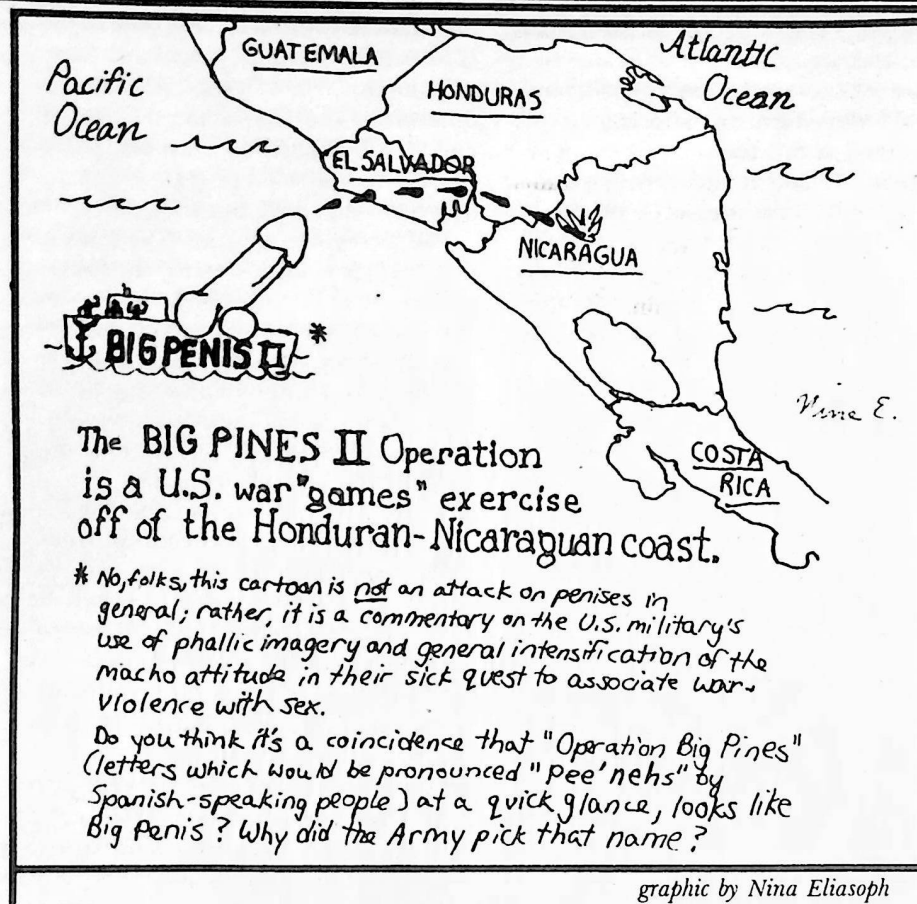 GUATEMALA
Atlantic
Ocean
Pacific
Ocean
HONDURAS
EL SALVADOR
NICARAGUA
BIG PENIS II *
Nina E.
COSTA
RICA
The BIG PINES II Operation
is a U.S. war "games" exercise
off of the Honduran-Nicaraguan coast.
* No, folks, this cartoon is not an attack on penises in
general; rather, it is a commentary on the U.S. military's
use of phallic imagery and general intensification of the
macho attitude in their sick quest to associate war-
violence with sex.
Do you think it's a coincidence that "Operation Big Pines"
(letters which would be pronounced "pee'nehs" by
Spanish-speaking people) at a quick glance, looks like
Big Penis? Why did the Army pick that name?
graphic by Nina Eliasoph